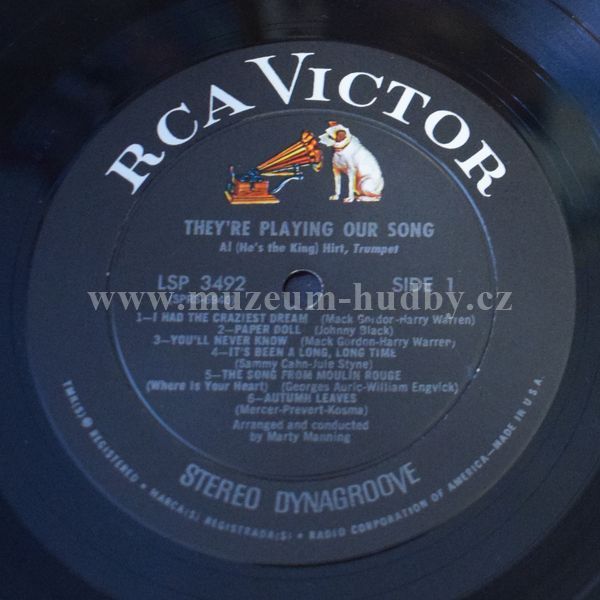 RCA VICTOR
THEY'RE PLAYING OUR SONG
Al (He's the King) Hirt, Trumpet
LSP 3492 SIDE 1
www.muzeum-hudby.cz
1—I HAD THE CRAZIEST DREAM (Mack Gordon-Harry Warren)
2—PAPER DOLL (Johnny Black)
3—YOU'LL NEVER KNOW (Mack Gordon-Harry Warren)
4—IT'S BEEN A LONG, LONG TIME
(Sammy Cahn-Jule Styne)
5—THE SONG FROM MOULIN ROUGE
(Where Is Your Heart) (Georges Auric-William Engvick)
6—AUTUMN LEAVES
(Mercer-Prevert-Kosma)
Arranged and conducted
by Marty Manning
STEREO DYNAGROOVE
TMK(S) ® REGISTERED • MARCA(S) REGISTRADA(S) • RADIO CORPORATION OF AMERICA—MADE IN U.S.A.